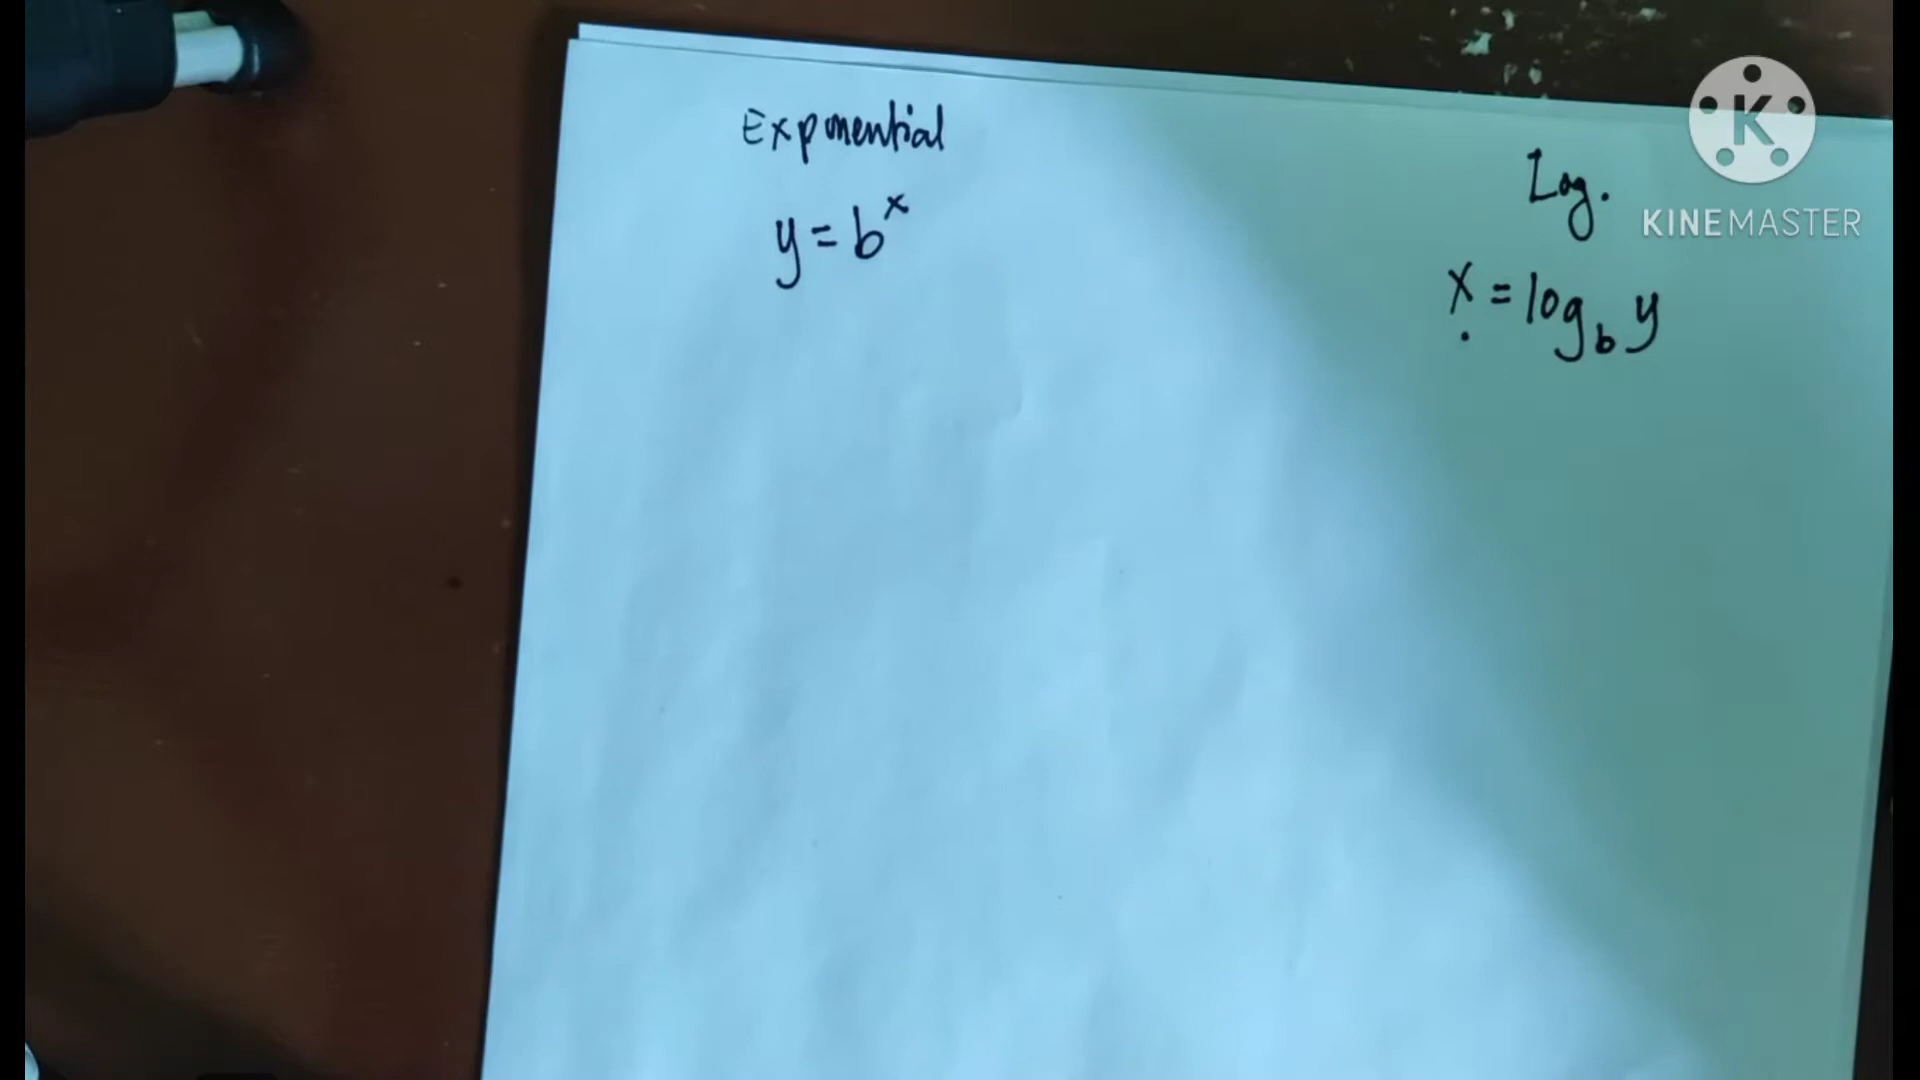 Exponential
y = b^x
Log.
x = log_b y
KINEMASTER